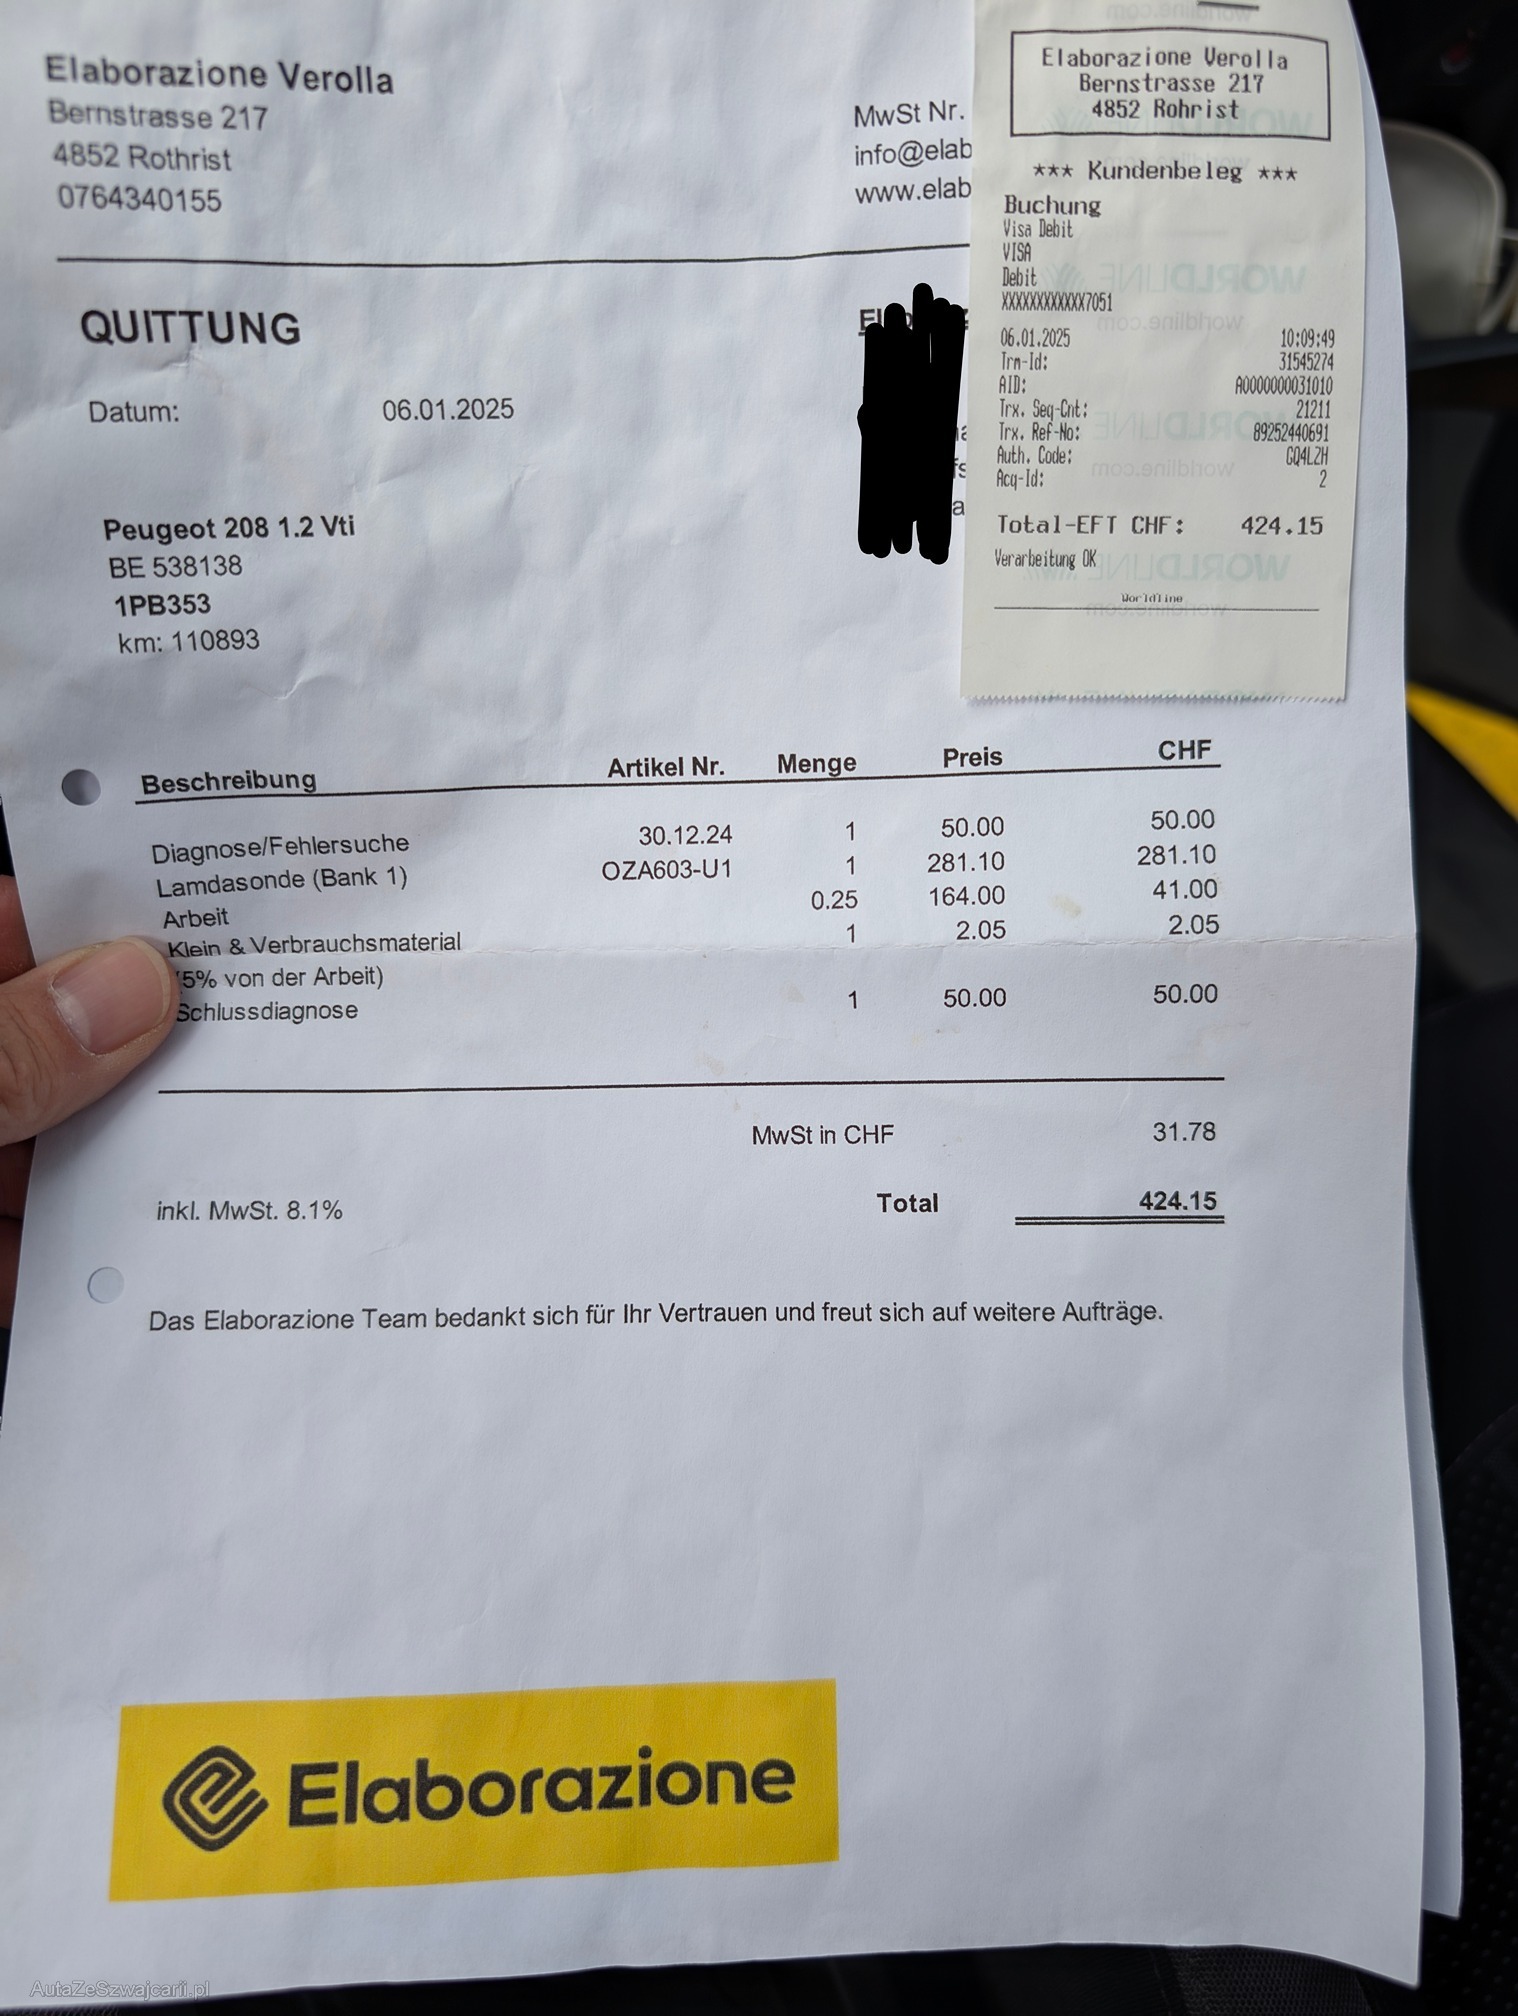 Elaborazione Verolla
Bernstrasse 217
4852 Rothrist
0764340155
MwSt Nr.
info@elab
www.elab
Elaborazione Verolla
Bernstrasse 217
4852 Rohrist
*** Kundenbeleg ***
Buchung
Visa Debit
VISA
Debit
XXXXXXXXXXXX7051
06.01.2025 10:09:49
Trm-Id: 31545274
AID: A0000000031010
Trx. Seq-Cnt: 21211
Trx. Ref-No: 89252440691
Auth. Code: GQ4LZH
Acq-Id: 2
Total-EFT CHF: 424.15
Verarbeitung OK
Worldline
QUITTUNG
Datum: 06.01.2025
Peugeot 208 1.2 Vti
BE 538138
1PB353
km: 110893
Beschreibung Artikel Nr. Menge Preis CHF
Diagnose/Fehlersuche 30.12.24 1 50.00 50.00
Lamdasonde (Bank 1) OZA603-U1 1 281.10 281.10
Arbeit 0.25 164.00 41.00
Klein & Verbrauchsmaterial 1 2.05 2.05
5% von der Arbeit)
Schlussdiagnose 1 50.00 50.00
MwSt in CHF 31.78
inkl. MwSt. 8.1% Total 424.15
Das Elaborazione Team bedankt sich für Ihr Vertrauen und freut sich auf weitere Aufträge.
Elaborazione
AutaZeSzwajcarii.pl